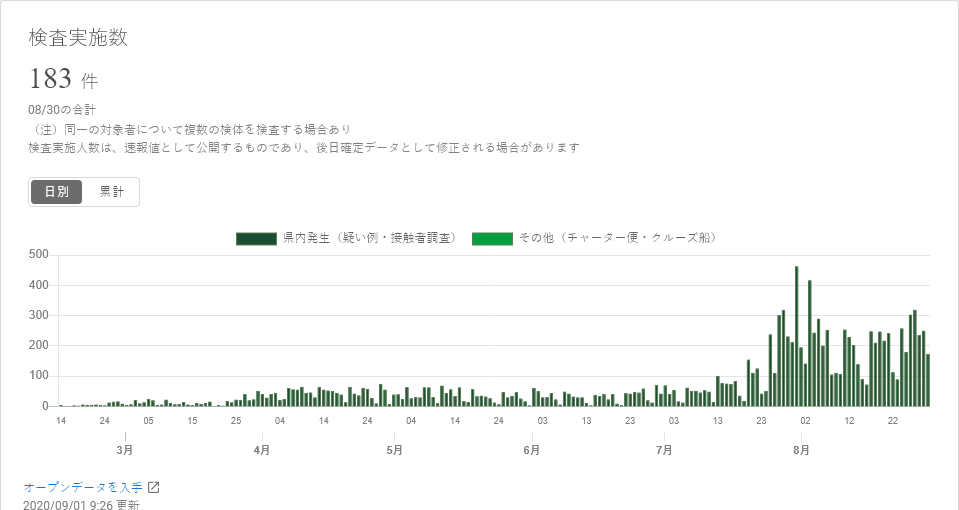 検査実施数
183 件
08/30の合計
（注）同一の対象者について複数の検体を検査する場合あり
検査実施人数は、速報値として公開するものであり、後日確定データとして修正される場合があります
日別 累計
県内発生（疑い例・接触者調査） その他（チャーター便・クルーズ船）
500
400
300
200
100
0
14 24 05 15 25 04 14 24 04 14 24 03 13 23 03 13 23 02 12 22
3月 4月 5月 6月 7月 8月
オープンデータを入手
2020/09/01 9:26 更新